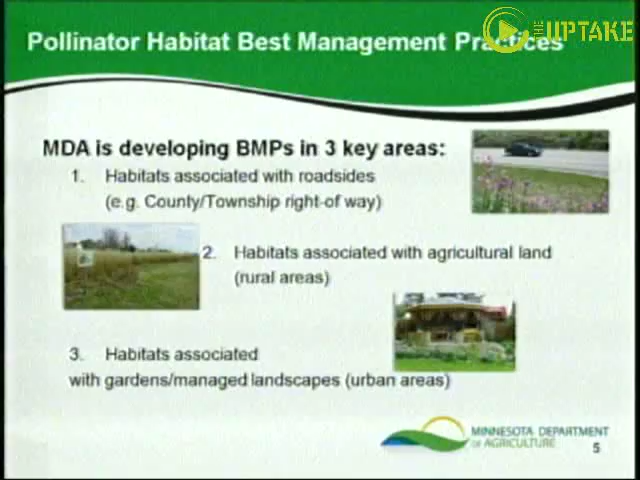 Pollinator Habitat Best Management Practices
THE UPTAKE
MDA is developing BMPs in 3 key areas:
1. Habitats associated with roadsides
(e.g. County/Township right-of way)
2. Habitats associated with agricultural land
(rural areas)
3. Habitats associated
with gardens/managed landscapes (urban areas)
MINNESOTA DEPARTMENT
OF AGRICULTURE
5